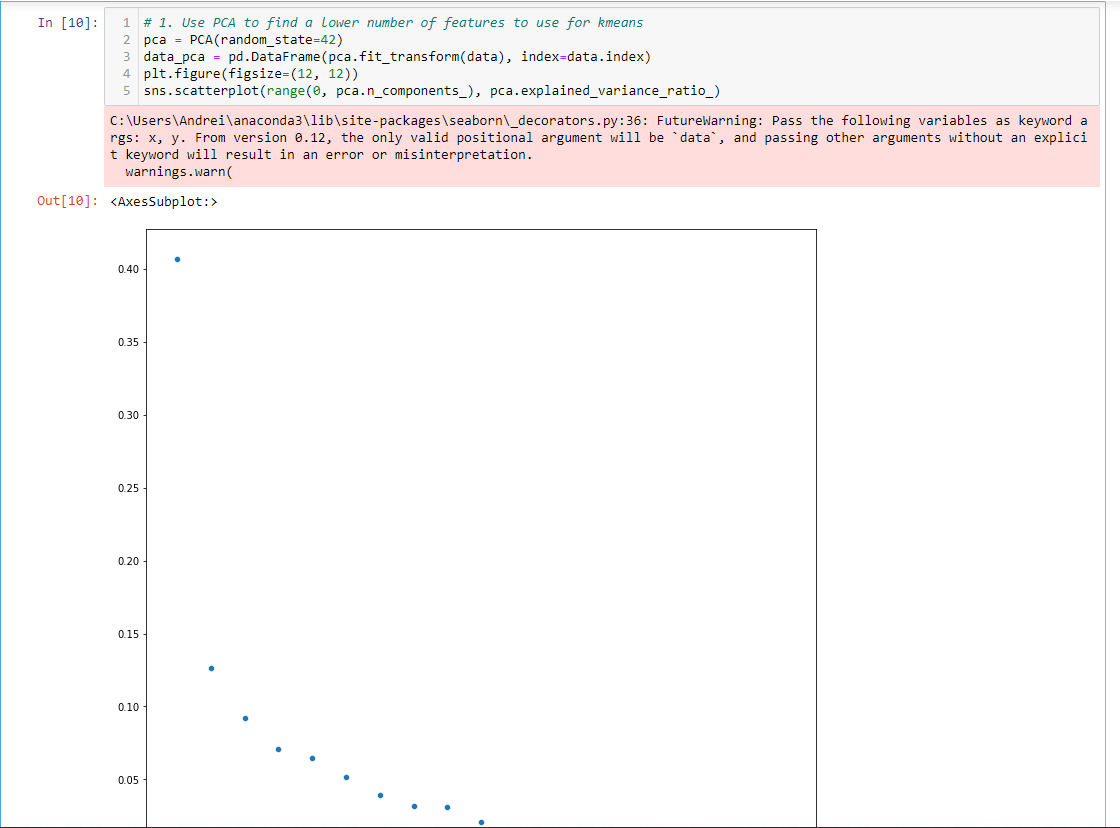 In [10]:
1 # 1. Use PCA to find a lower number of features to use for kmeans
2 pca = PCA(random_state=42)
3 data_pca = pd.DataFrame(pca.fit_transform(data), index=data.index)
4 plt.figure(figsize=(12, 12))
5 sns.scatterplot(range(0, pca.n_components_), pca.explained_variance_ratio_)
C:\Users\Andrei\anaconda3\lib\site-packages\seaborn\_decorators.py:36: FutureWarning: Pass the following variables as keyword a
rgs: x, y. From version 0.12, the only valid positional argument will be `data`, and passing other arguments without an explici
t keyword will result in an error or misinterpretation.
  warnings.warn(
Out[10]: <AxesSubplot:>
0.40
0.35
0.30
0.25
0.20
0.15
0.10
0.05